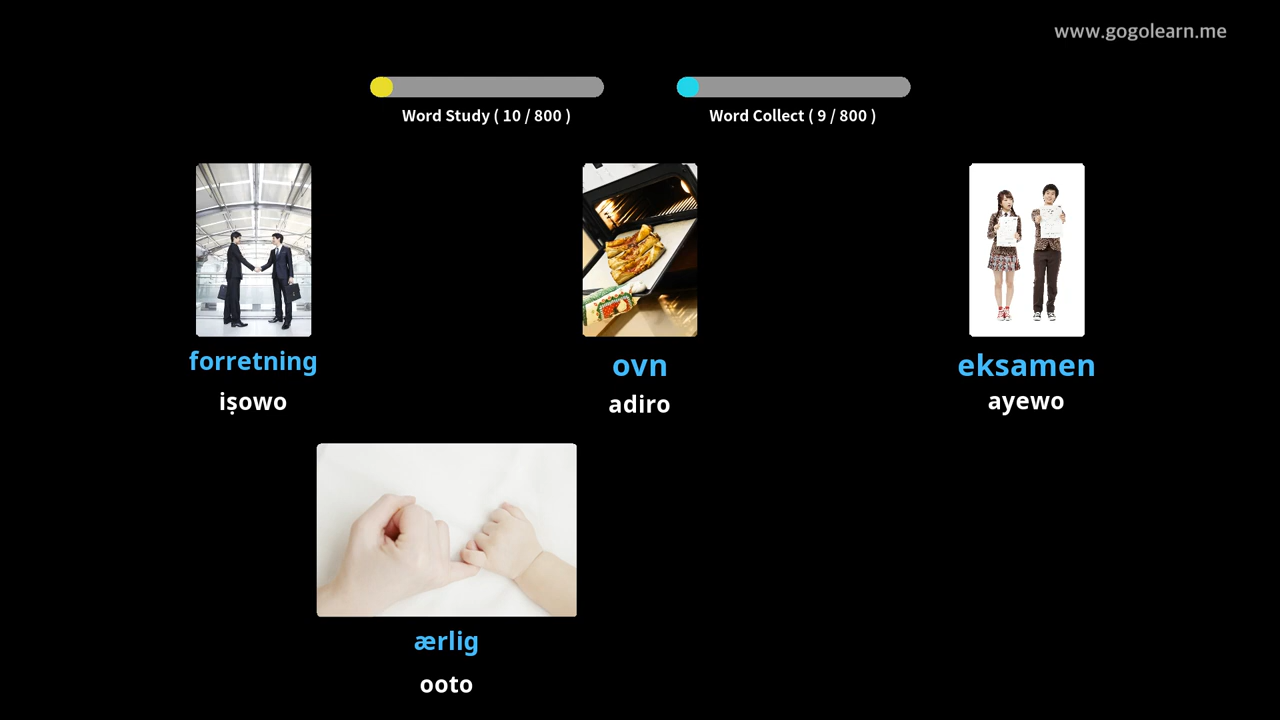 www.gogolearn.me
Word Study ( 10 / 800 )
Word Collect ( 9 / 800 )
forretning
iṣowo
ovn
adiro
eksamen
ayewo
ærlig
ooto